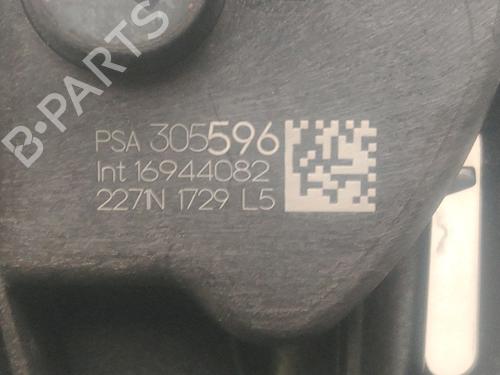 B-PARTS
PSA 305596
Int 16944082
2271N 1729 L5